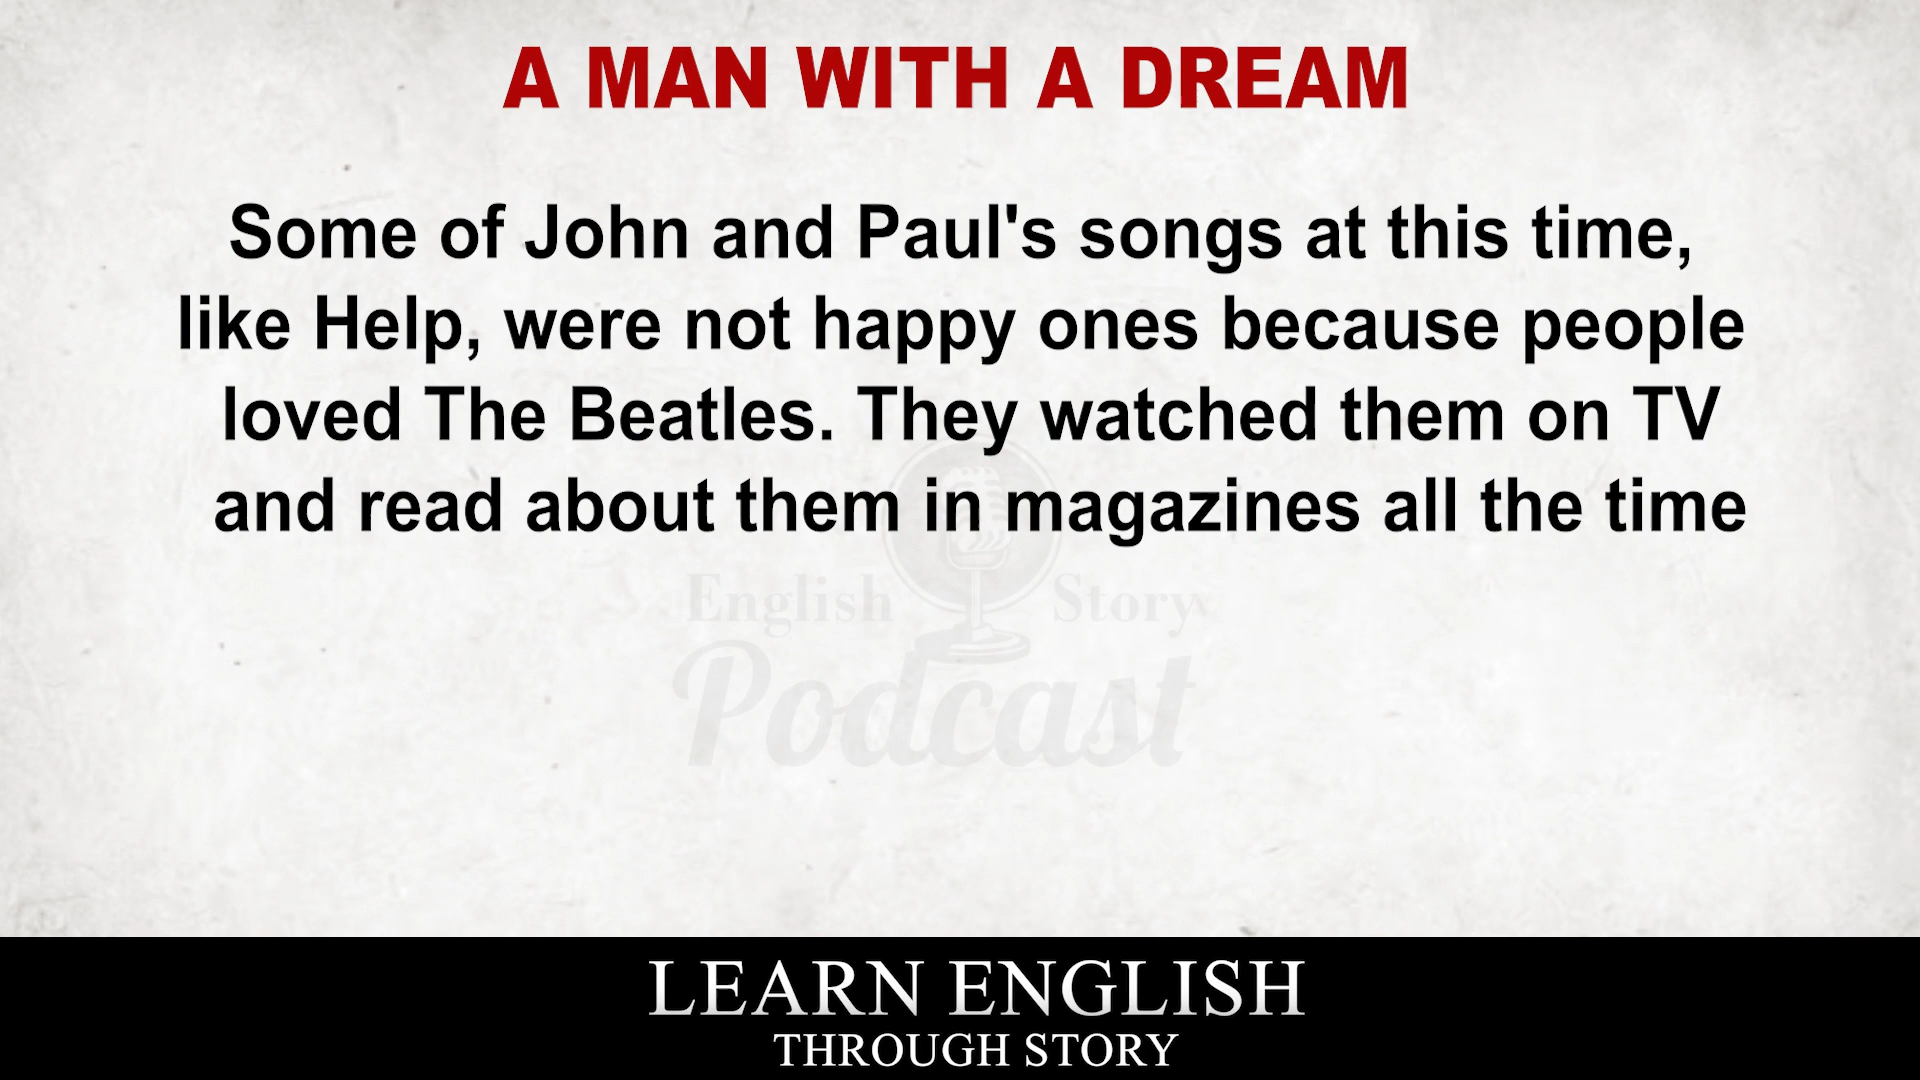 A MAN WITH A DREAM
Some of John and Paul's songs at this time,
like Help, were not happy ones because people
loved The Beatles. They watched them on TV
and read about them in magazines all the time
English Story
Podcast
LEARN ENGLISH
THROUGH STORY